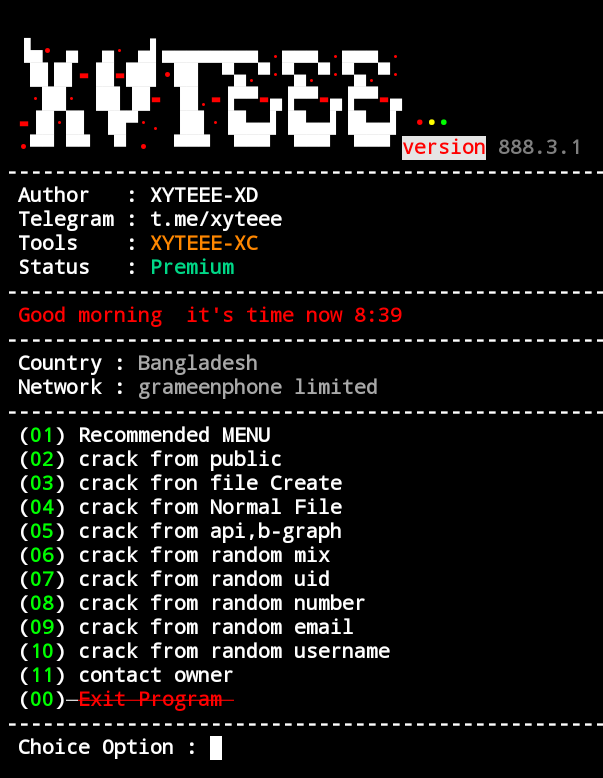 XYTEEE
version 888.3.1
Author : XYTEEE-XD
Telegram : t.me/xyteee
Tools : XYTEEE-XC
Status : Premium
Good morning it's time now 8:39
Country : Bangladesh
Network : grameenphone limited
(01) Recommended MENU
(02) crack from public
(03) crack fron file Create
(04) crack from Normal File
(05) crack from api,b-graph
(06) crack from random mix
(07) crack from random uid
(08) crack from random number
(09) crack from random email
(10) crack from random username
(11) contact owner
(00) Exit Program
Choice Option :